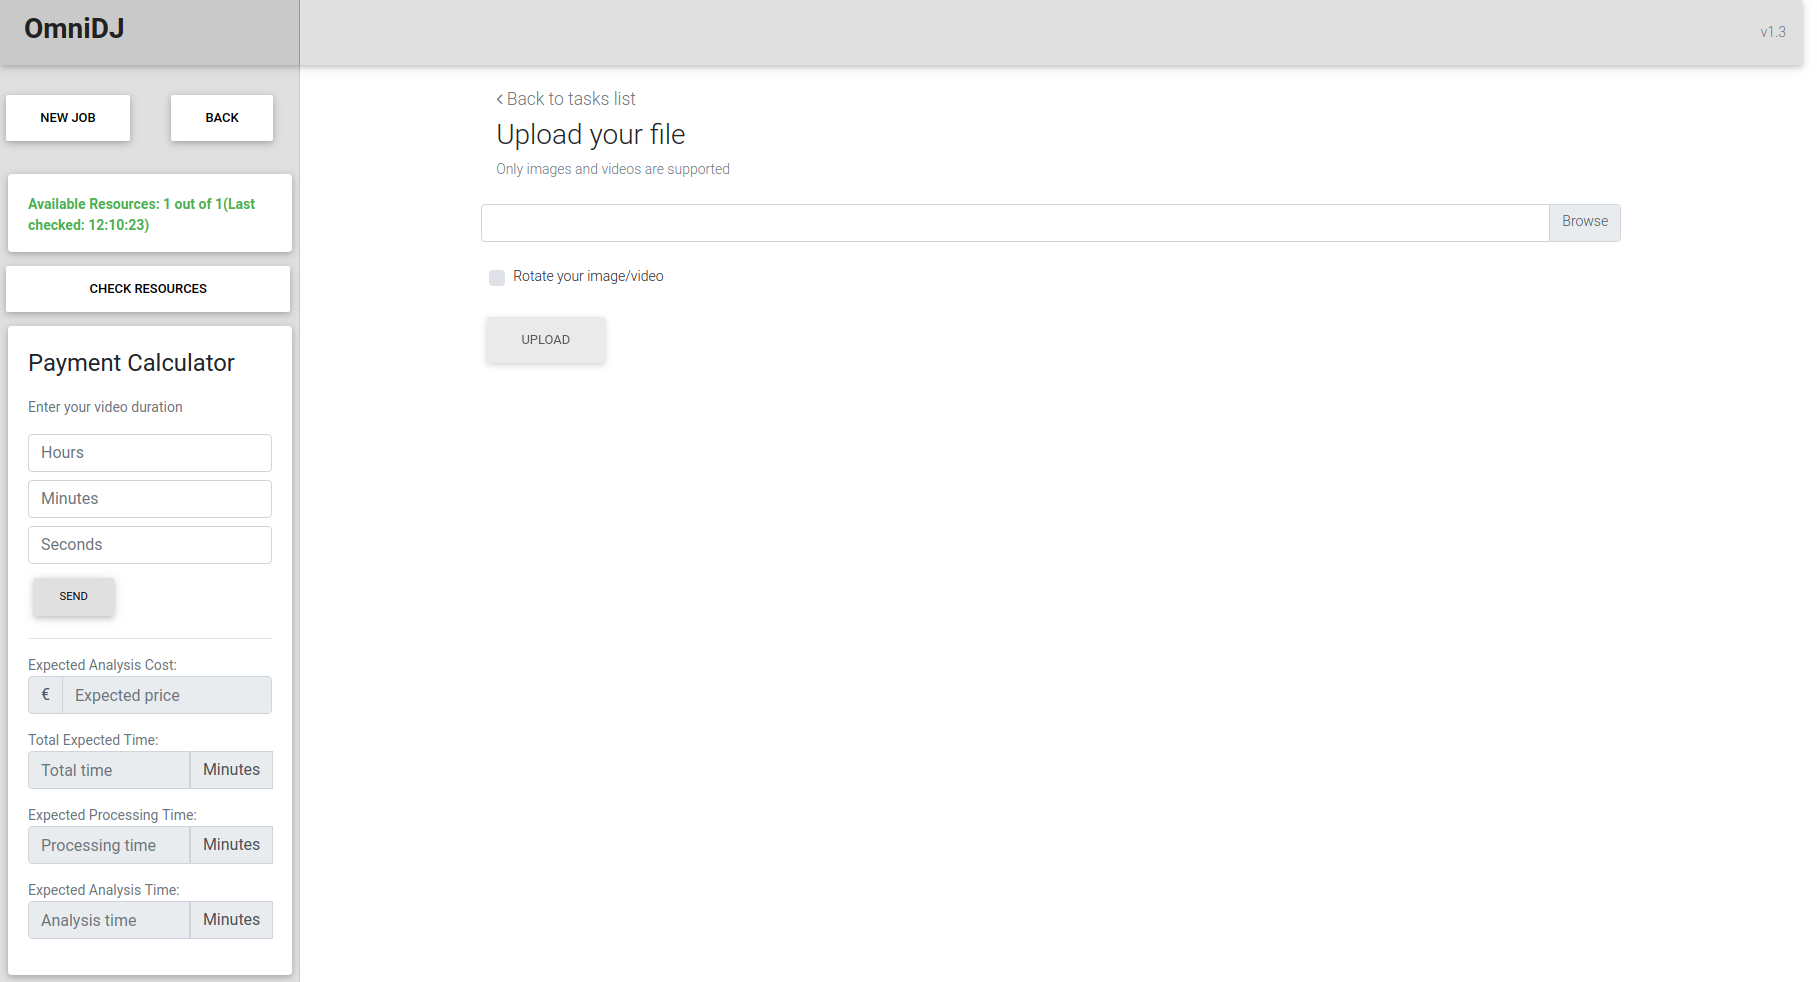 OmniDJ
v1.3
NEW JOB
BACK
Available Resources: 1 out of 1(Last
checked: 12:10:23)
CHECK RESOURCES
Payment Calculator
Enter your video duration
Hours
Minutes
Seconds
SEND
Expected Analysis Cost:
€ Expected price
Total Expected Time:
Total time Minutes
Expected Processing Time:
Processing time Minutes
Expected Analysis Time:
Analysis time Minutes
Back to tasks list
Upload your file
Only images and videos are supported
Browse
Rotate your image/video
UPLOAD